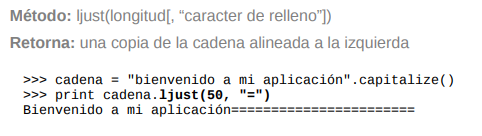 Método: ljust(longitud[, “caracter de relleno”])
Retorna: una copia de la cadena alineada a la izquierda
>>> cadena = "bienvenido a mi aplicación".capitalize()
>>> print cadena.ljust(50, "=")
Bienvenido a mi aplicación========================